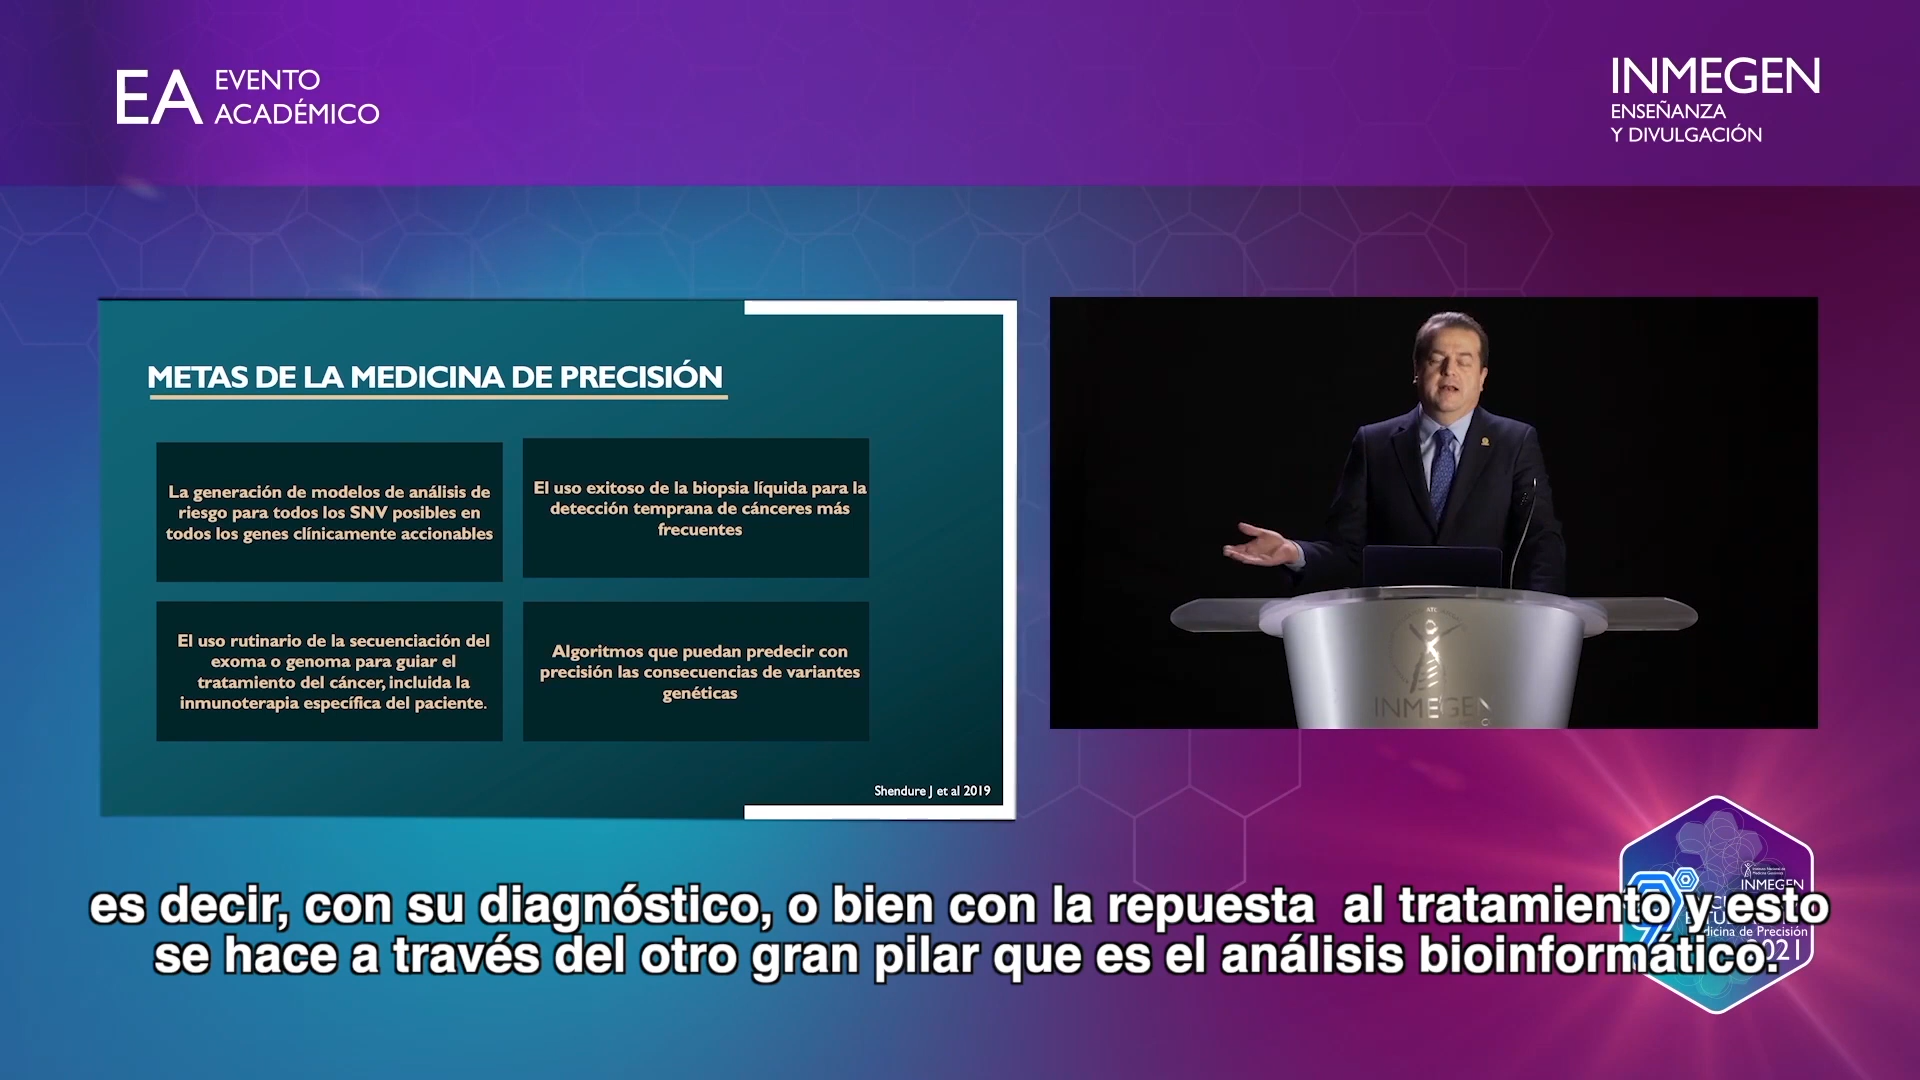 EA EVENTO
ACADÉMICO
INMEGEN
ENSEÑANZA
Y DIVULGACIÓN
METAS DE LA MEDICINA DE PRECISIÓN
La generación de modelos de análisis de
riesgo para todos los SNV posibles en
todos los genes clínicamente accionables
El uso exitoso de la biopsia líquida para la
detección temprana de cánceres más
frecuentes
El uso rutinario de la secuenciación del
exoma o genoma para guiar el
tratamiento del cáncer, incluida la
inmunoterapia específica del paciente.
Algoritmos que puedan predecir con
precisión las consecuencias de variantes
genéticas
Shendure J et al 2019
INMEGEN
INMEGEN
de Precisión
es decir, con su diagnóstico, o bien con la repuesta al tratamiento y esto
se hace a través del otro gran pilar que es el análisis bioinformático.